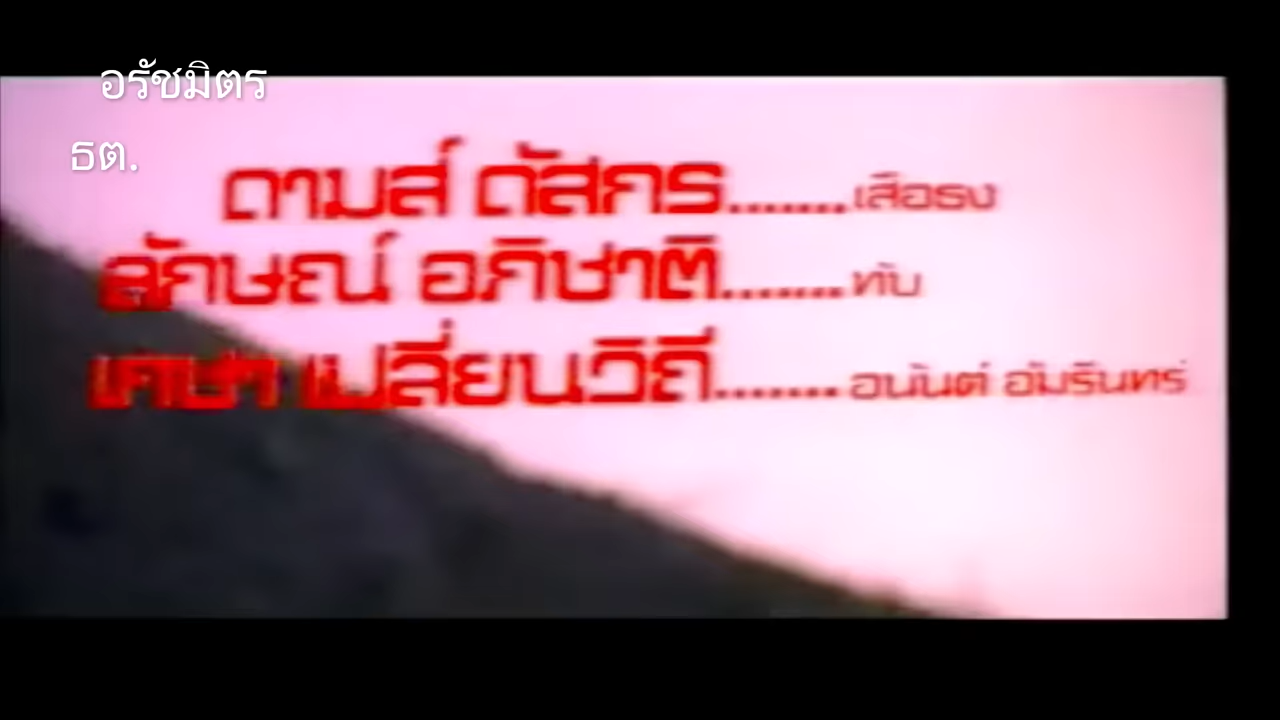 อรัชมิตร
ธต.
ดามส์ ดัสกร.......เสือธง
ลักษณ์ อภิชาติ.......ทับ
เดชา เปลี่ยนวิถี.......อนันต์ อัมรินทร์